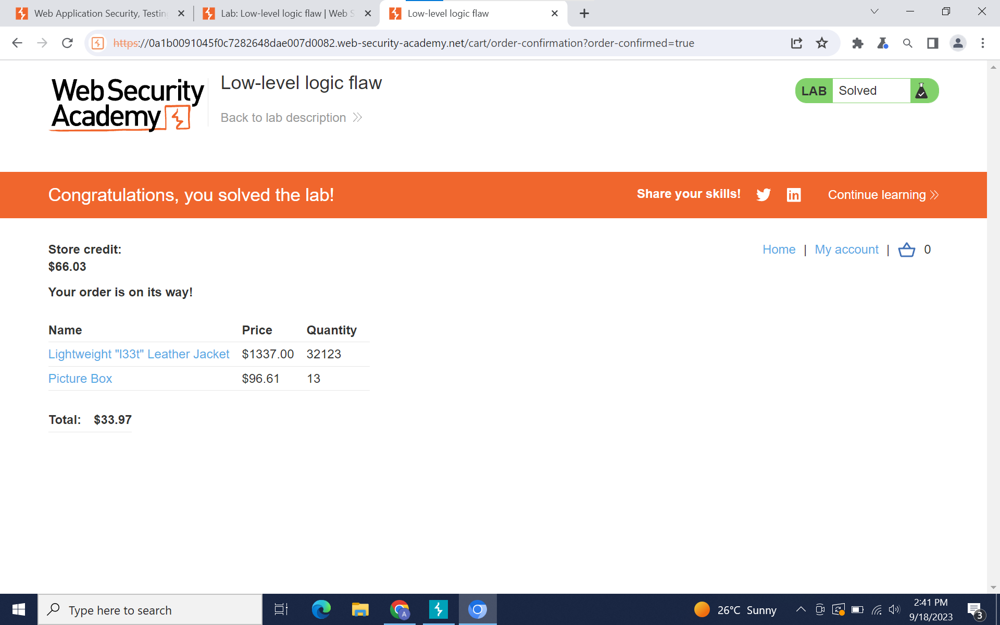 Web Application Security, Testin
Lab: Low-level logic flaw | Web S
Low-level logic flaw
https://0a1b0091045f0c7282648dae007d0082.web-security-academy.net/cart/order-confirmation?order-confirmed=true
Web Security
Academy
Low-level logic flaw
Back to lab description
LAB Solved
Congratulations, you solved the lab!
Share your skills!
Continue learning
Store credit:
$66.03
Home | My account | 0
Your order is on its way!
Name Price Quantity
Lightweight "l33t" Leather Jacket $1337.00 32123
Picture Box $96.61 13
Total: $33.97
Type here to search
A
26°C Sunny
2:41 PM
9/18/2023
3